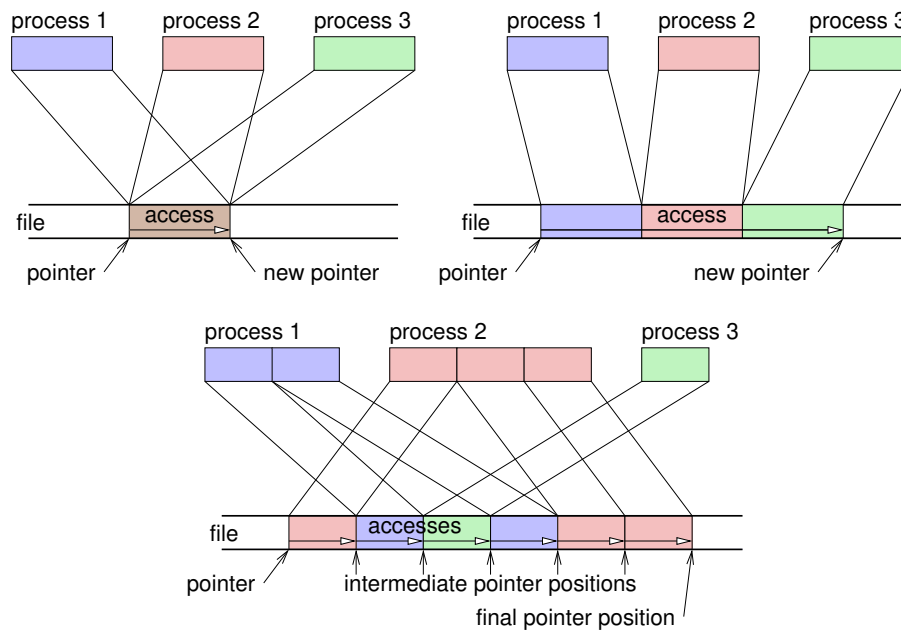 process 1 process 2 process 3
file access
pointer new pointer
process 1 process 2 process 3
file access
pointer new pointer
process 1 process 2 process 3
file accesses
pointer intermediate pointer positions
final pointer position